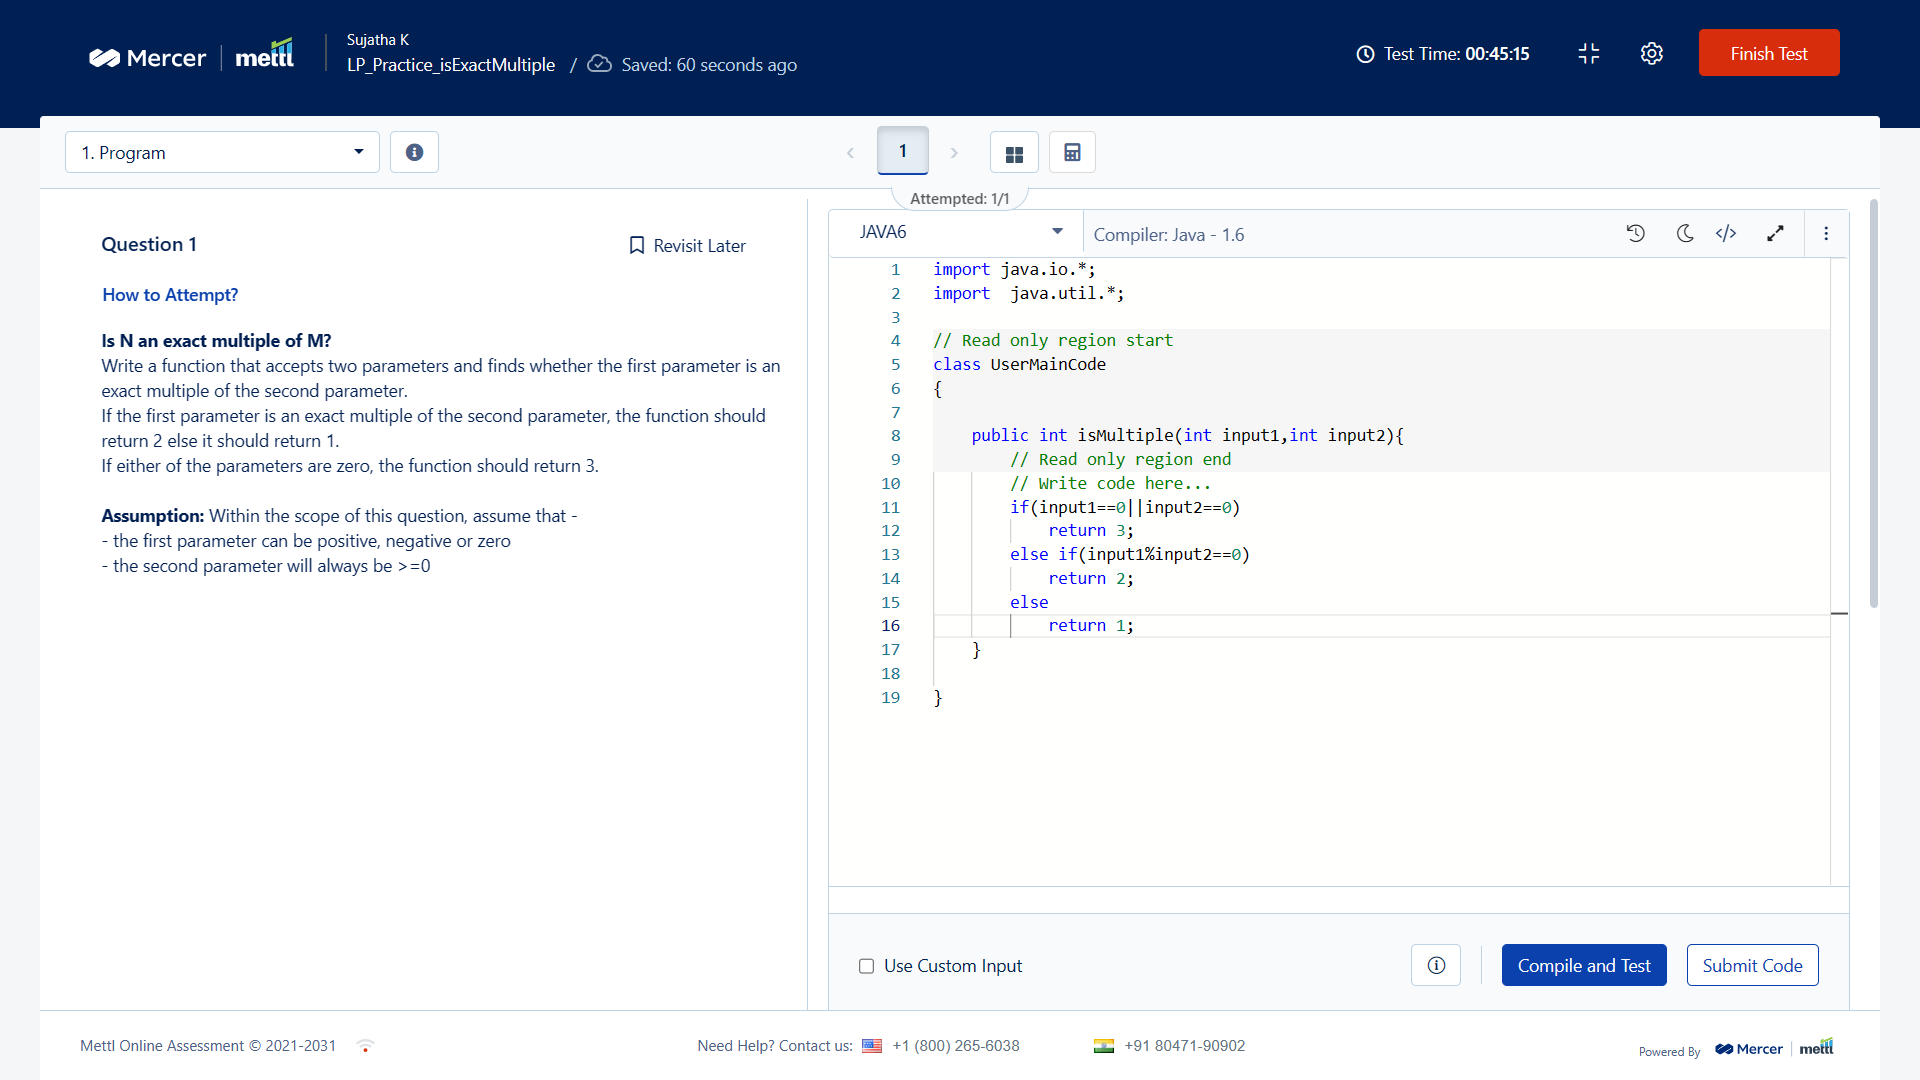 Mercer | mettl
Sujatha K
LP_Practice_isExactMultiple / Saved: 60 seconds ago
Test Time: 00:45:15
Finish Test
1. Program
1
Attempted: 1/1
Question 1
Revisit Later
How to Attempt?
Is N an exact multiple of M?
Write a function that accepts two parameters and finds whether the first parameter is an
exact multiple of the second parameter.
If the first parameter is an exact multiple of the second parameter, the function should
return 2 else it should return 1.
If either of the parameters are zero, the function should return 3.
Assumption: Within the scope of this question, assume that -
- the first parameter can be positive, negative or zero
- the second parameter will always be >=0
JAVA6
Compiler: Java - 1.6
1 import java.io.*;
2 import  java.util.*;
3
4 // Read only region start
5 class UserMainCode
6 {
7
8     public int isMultiple(int input1,int input2){
9         // Read only region end
10         // Write code here...
11         if(input1==0||input2==0)
12             return 3;
13         else if(input1%input2==0)
14             return 2;
15         else
16             return 1;
17     }
18
19 }
Use Custom Input
Compile and Test
Submit Code
Mettl Online Assessment © 2021-2031
Need Help? Contact us: +1 (800) 265-6038
+91 80471-90902
Powered By Mercer | mettl